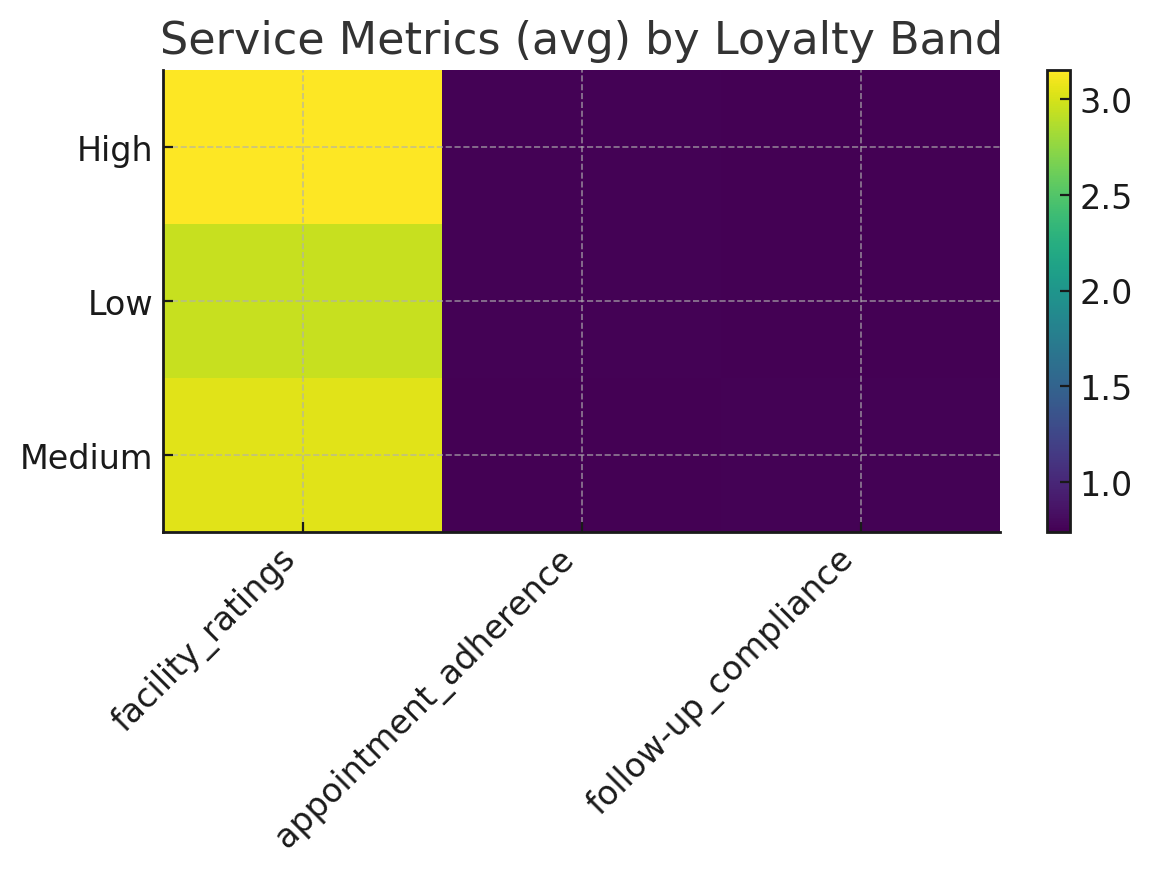 Service Metrics (avg) by Loyalty Band
High
Low
Medium
facility_ratings
appointment_adherence
follow-up_compliance
3.0
2.5
2.0
1.5
1.0